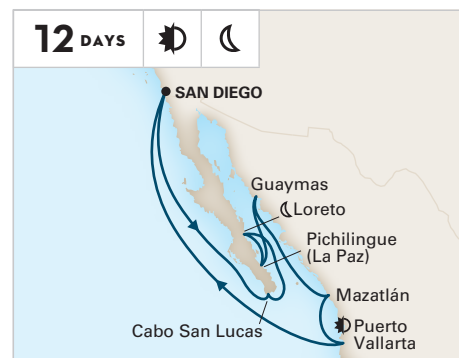 12 DAYS
SAN DIEGO
Guaymas
Loreto
Pichilingue
(La Paz)
Mazatlán
Cabo San Lucas
Puerto
Vallarta